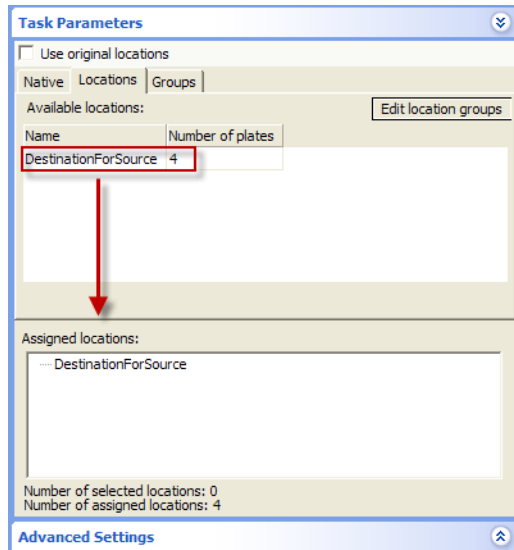 Task Parameters
Use original locations
Native Locations Groups
Available locations: Edit location groups
Name Number of plates
DestinationForSource 4
Assigned locations:
DestinationForSource
Number of selected locations: 0
Number of assigned locations: 4
Advanced Settings